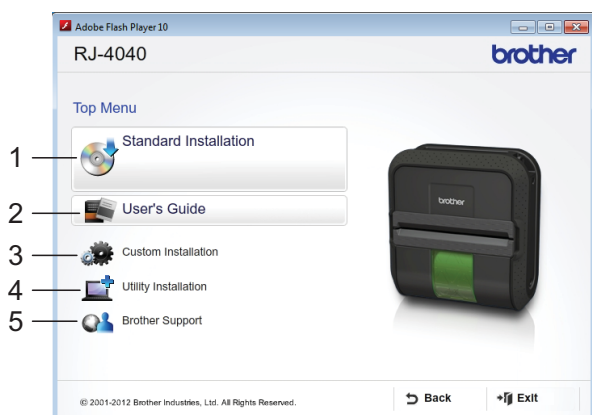 Adobe Flash Player 10
RJ-4040
brother
Top Menu
1
Standard Installation
2
User's Guide
3
Custom Installation
4
Utility Installation
5
Brother Support
brother
© 2001-2012 Brother Industries, Ltd. All Rights Reserved.
Back
Exit